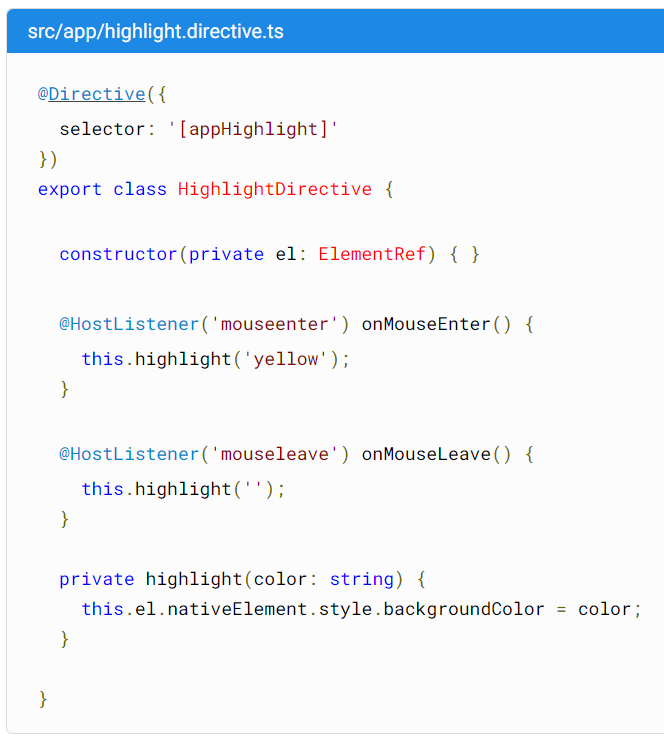 src/app/highlight.directive.ts
@Directive({
  selector: '[appHighlight]'
})
export class HighlightDirective {
  constructor(private el: ElementRef) { }
  @HostListener('mouseenter') onMouseEnter() {
    this.highlight('yellow');
  }
  @HostListener('mouseleave') onMouseLeave() {
    this.highlight('');
  }
  private highlight(color: string) {
    this.el.nativeElement.style.backgroundColor = color;
  }
}